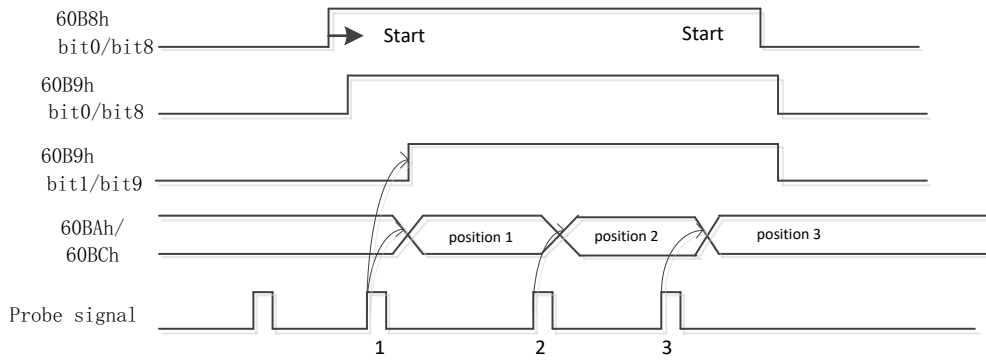 60B8h
bit0/bit8
Start
Start
60B9h
bit0/bit8
60B9h
bit1/bit9
60BAh/
60BCh
position 1
position 2
position 3
Probe signal
1
2
3